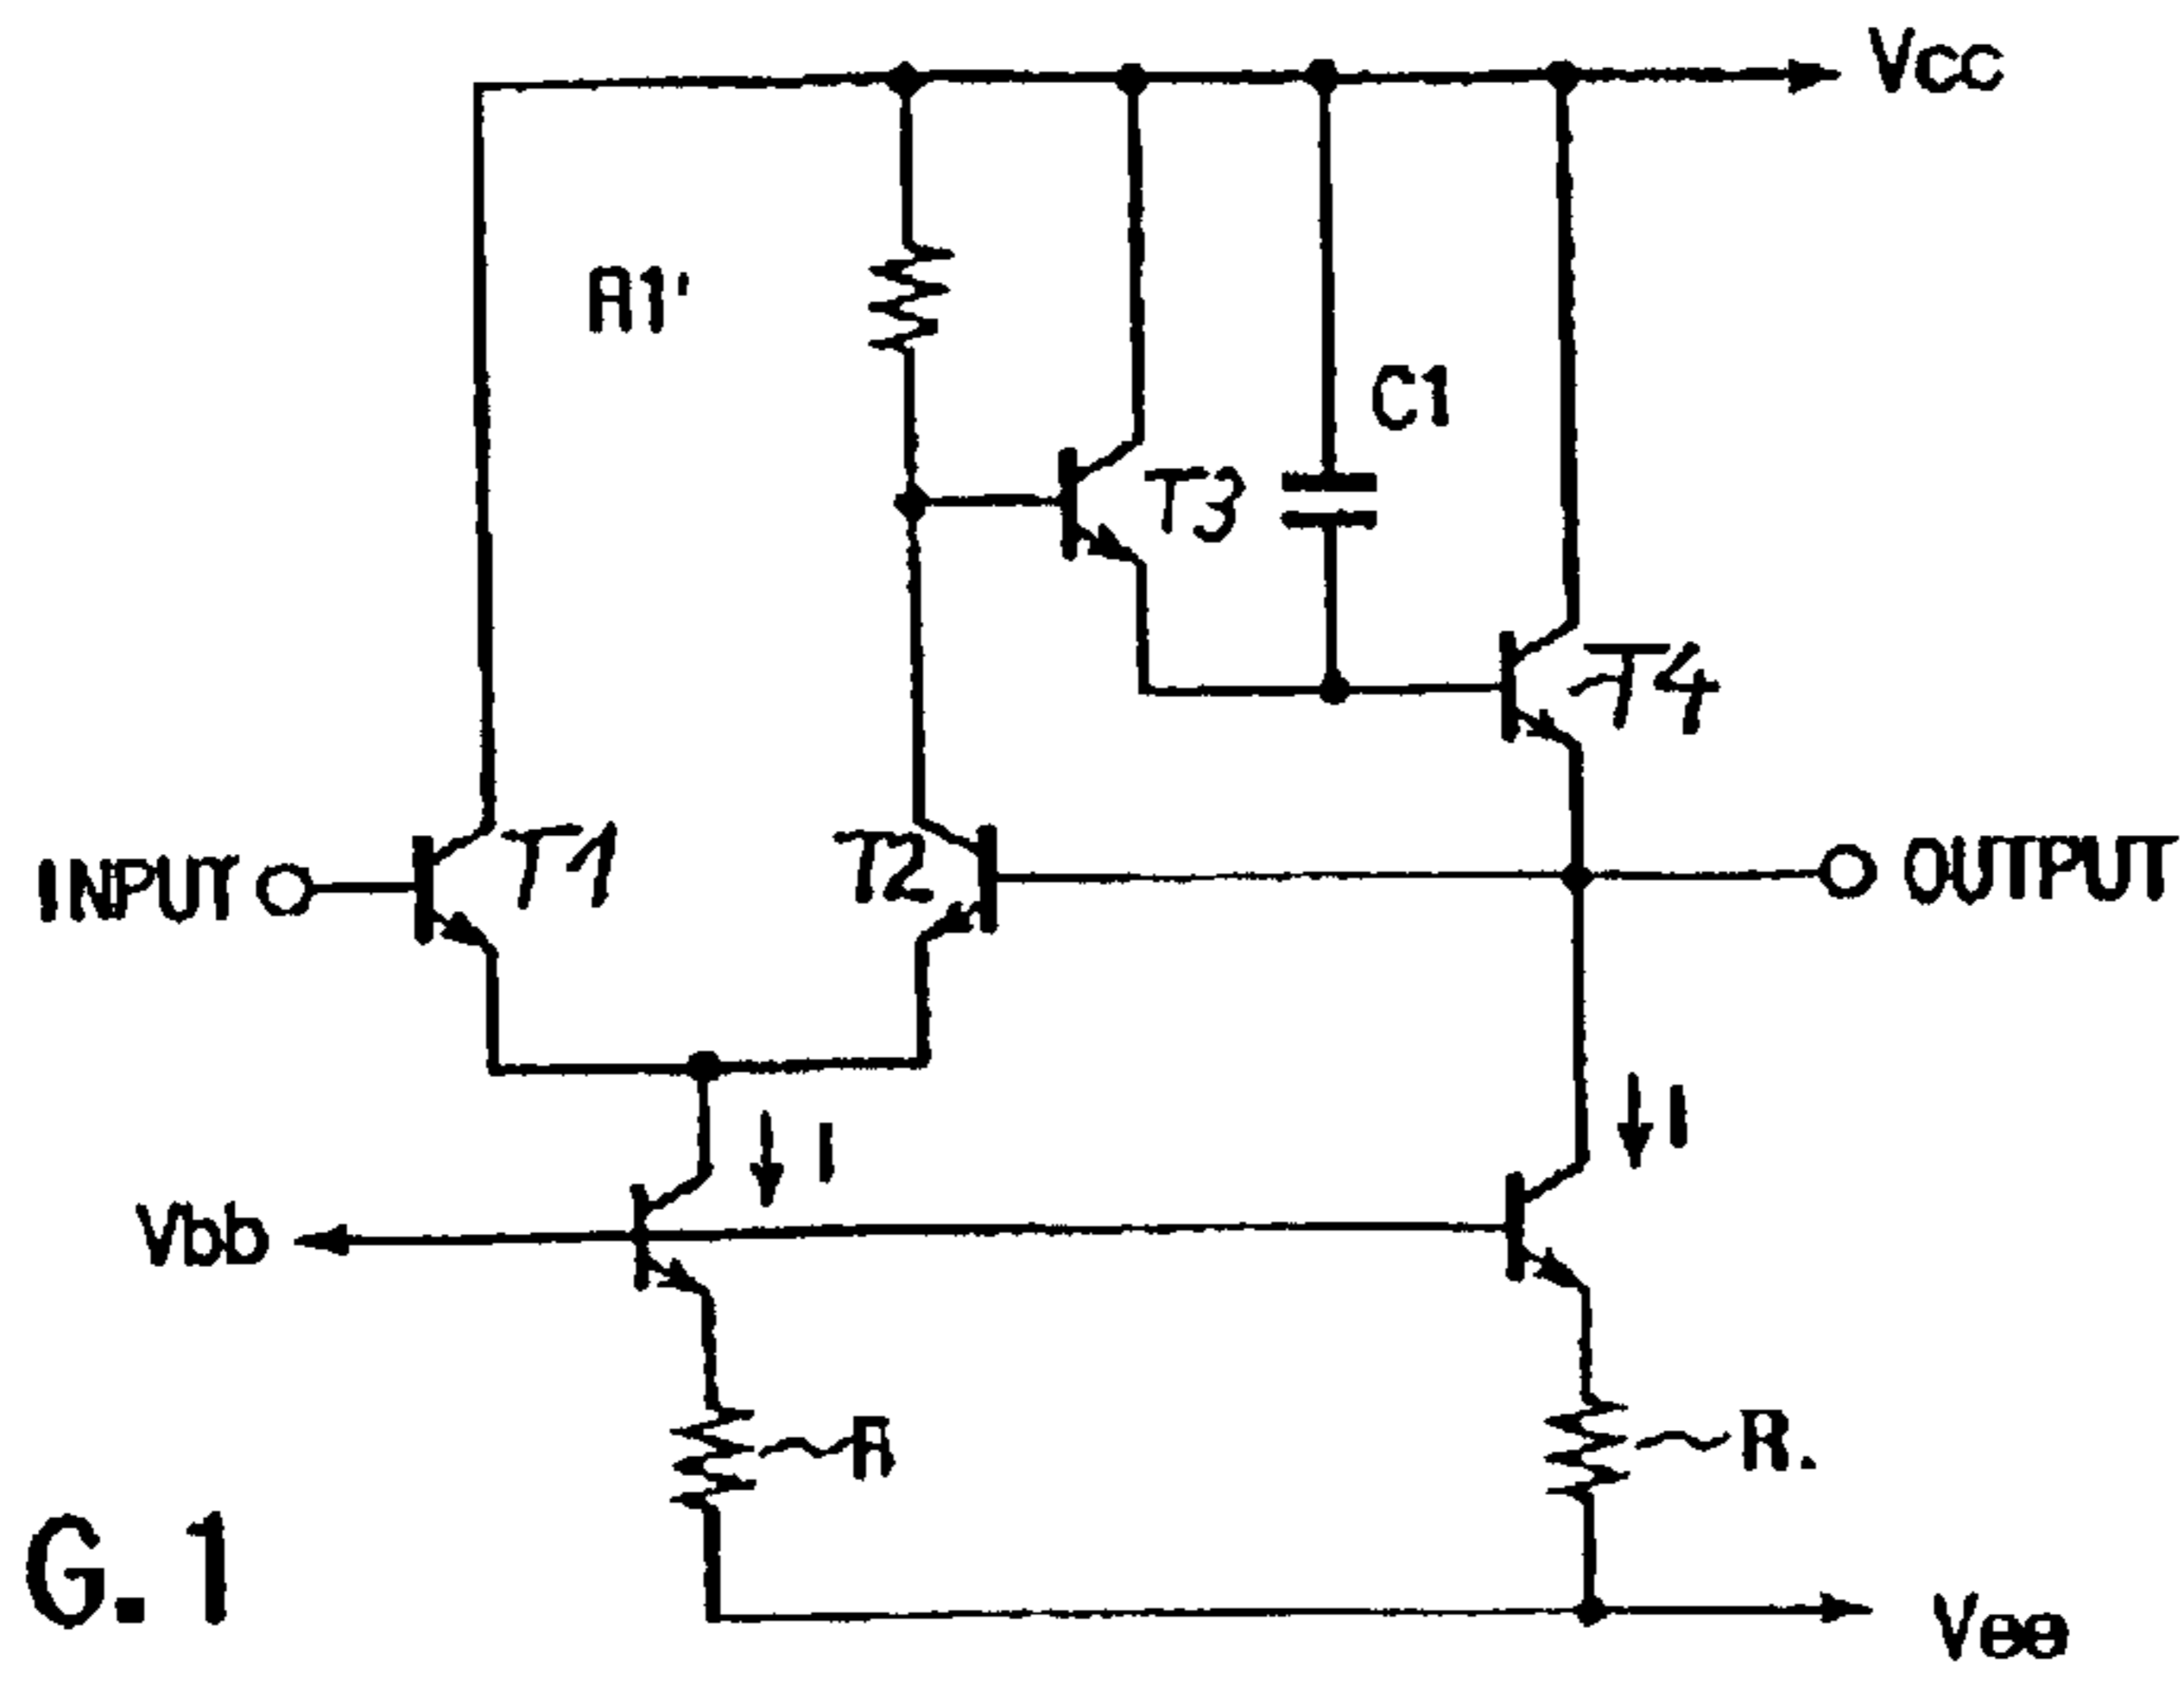 Vcc
R1'
C1
T3
T4
INPUT
T1
T2
OUTPUT
I
I
Vbb
R
R.
G. 1
Vee